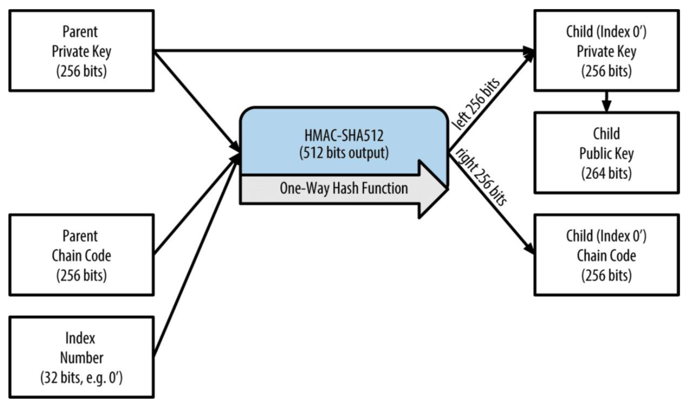 Parent
Private Key
(256 bits)
Child (Index 0’)
Private Key
(256 bits)
HMAC-SHA512
(512 bits output)
One-Way Hash Function
left 256 bits
right 256 bits
Child
Public Key
(264 bits)
Parent
Chain Code
(256 bits)
Child (Index 0’)
Chain Code
(256 bits)
Index
Number
(32 bits, e.g. 0’)